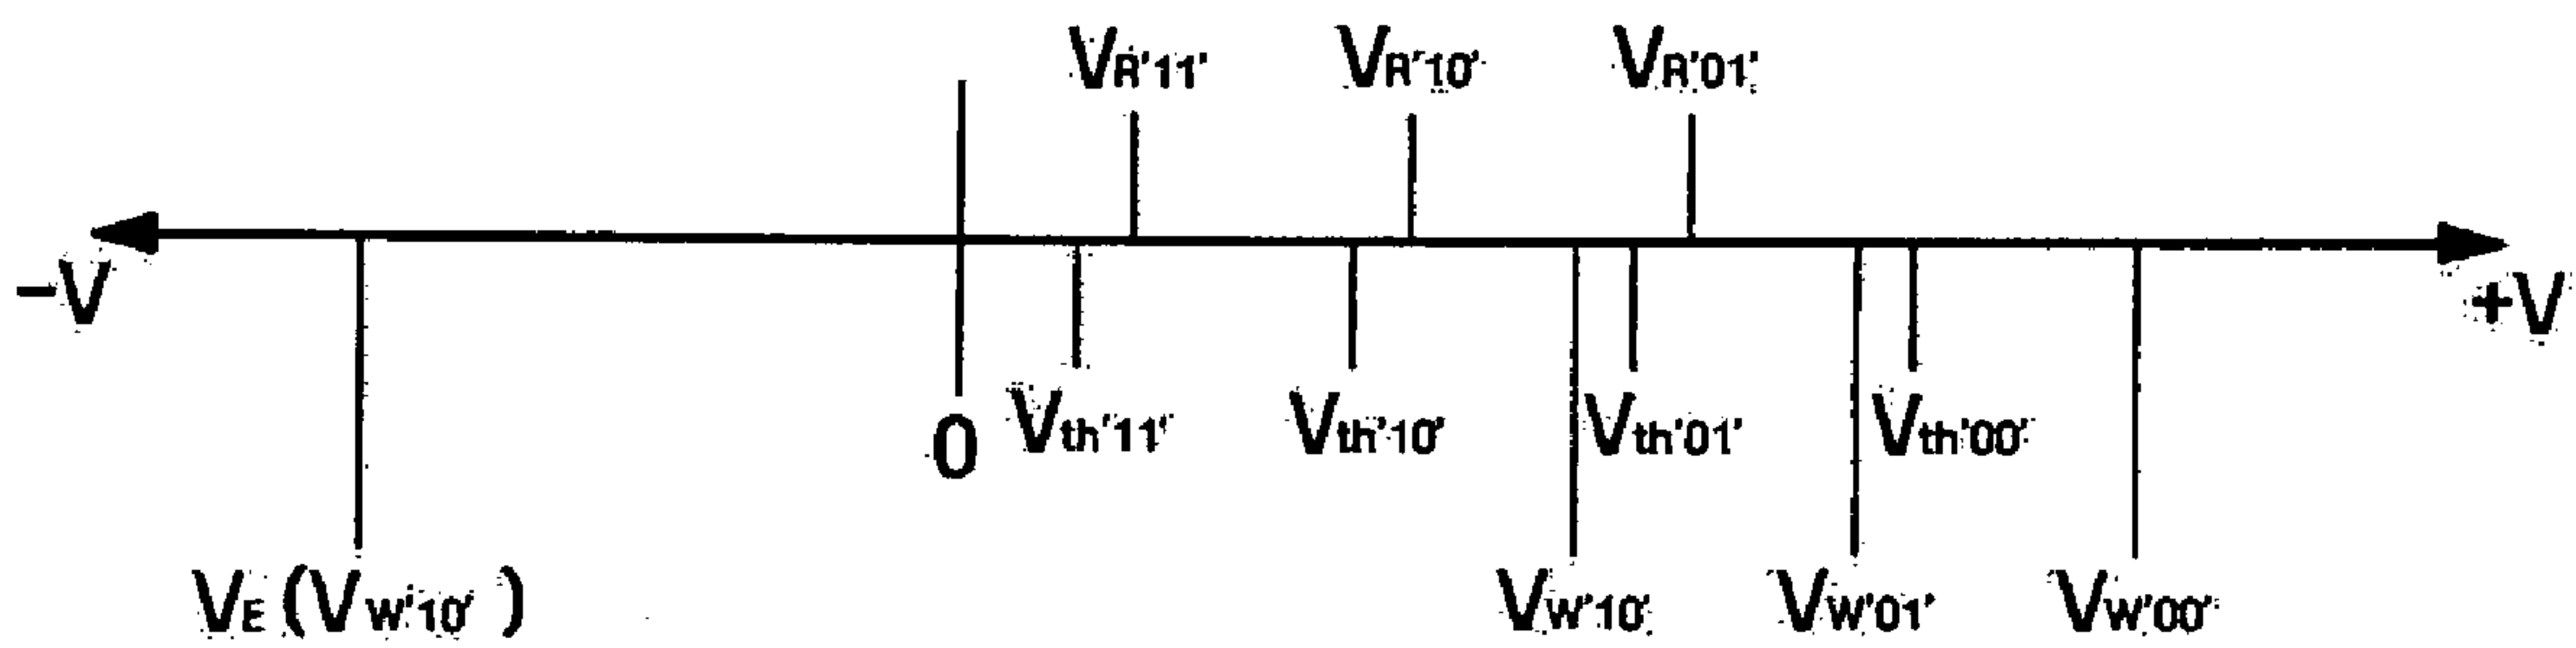 VR'11' VR'10' VR'01'
–V +V
0 Vth'11' Vth'10' Vth'01' Vth'00'
VE (VW'10') VW'10' VW'01' VW'00'